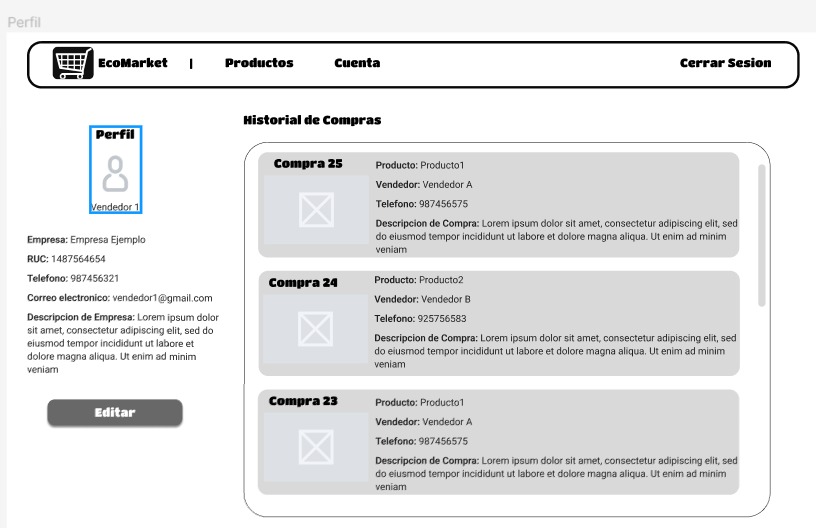 Perfil
EcoMarket | Productos Cuenta Cerrar Sesion
Perfil
Vendedor 1
Empresa: Empresa Ejemplo
RUC: 1487564654
Telefono: 987456321
Correo electronico: vendedor1@gmail.com
Descripcion de Empresa: Lorem ipsum dolor
sit amet, consectetur adipiscing elit, sed do
eiusmod tempor incididunt ut labore et
dolore magna aliqua. Ut enim ad minim
veniam
Editar
Historial de Compras
Compra 25
Producto: Producto1
Vendedor: Vendedor A
Telefono: 987456575
Descripcion de Compra: Lorem ipsum dolor sit amet, consectetur adipiscing elit, sed
do eiusmod tempor incididunt ut labore et dolore magna aliqua. Ut enim ad minim
veniam
Compra 24
Producto: Producto2
Vendedor: Vendedor B
Telefono: 925756583
Descripcion de Compra: Lorem ipsum dolor sit amet, consectetur adipiscing elit, sed
do eiusmod tempor incididunt ut labore et dolore magna aliqua. Ut enim ad minim
veniam
Compra 23
Producto: Producto1
Vendedor: Vendedor A
Telefono: 987456575
Descripcion de Compra: Lorem ipsum dolor sit amet, consectetur adipiscing elit, sed
do eiusmod tempor incididunt ut labore et dolore magna aliqua. Ut enim ad minim
veniam